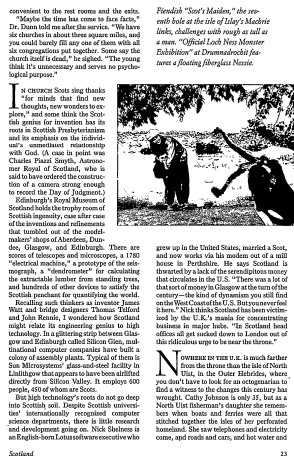 convenient to the rest rooms and the exits.
"Maybe the time has come to face facts,"
Dr. Dunn told me after the service. "We have
six churches in about three square miles, and
you could barely fill any one of them with all
six congregations put together. Some say the
church itself is dead," he sighed. "The young
think it's unnecessary and serves no psycho-
logical purpose."
IN CHURCH Scots sing thanks
"for minds that find new
thoughts, new wonders to ex-
plore," and some think the Scot-
tish genius for invention has its
roots in Scottish Presbyterianism
and its emphasis on the individ-
ual's unmediated relationship
with God. (A case in point was
Charles Piazzi Smyth, Astrono-
mer Royal of Scotland, who is
said to have ordered the construc-
tion of a camera strong enough
to record the Day of Judgment.)
Edinburgh's Royal Museum of
Scotland holds the trophy room of
Scottish ingenuity, case after case
of the inventions and refinements
that tumbled out of the model-
makers' shops of Aberdeen, Dun-
dee, Glasgow, and Edinburgh. There are
scores of telescopes and microscopes, a 1780
"electrical machine," a prototype of the seis-
mograph, a "dendrometer" for calculating
the extractable lumber from standing trees,
and hundreds of other devices to satisfy the
Scottish penchant for quantifying the world.
Recalling such thinkers as inventor James
Watt and bridge designers Thomas Telford
and John Rennie, I wondered how Scotland
might relate its engineering genius to high
technology. In a glittering strip between Glas-
gow and Edinburgh called Silicon Glen, mul-
tinational computer companies have built a
colony of assembly plants. Typical of them is
Sun Microsystems' glass-and-steel facility in
Linlithgow that appears to have been airlifted
directly from Silicon Valley. It employs 600
people, 450 of whom are Scots.
But high technology's roots do not go deep
into Scottish soil. Despite Scottish univer-
sities' internationally recognized computer
science departments, there is little research
and development going on. Nick Shelness is
an English-born Lotus software executive who
Fiendish "Scot's Maiden," the sev-
enth hole at the isle of Islay's Machrie
links, challenges with rough as tall as
a man. "Official Loch Ness Monster
Exhibition" at Drumnadrochit fea-
tures a floating fiberglass Nessie.
grew up in the United States, married a Scot,
and now works via his modem out of a mill
house in Perthshire. He says Scotland is
thwarted by a lack of the serendipitous money
that circulates in the U.S. "There was a lot of
that sort of money in Glasgow at the turn of the
century—the kind of dynamism you still find
on the West Coast of the U.S. But you never feel
it here." Nick thinks Scotland has been victim-
ized by the U.K.'s mania for concentrating
business in major hubs. "In Scotland head
offices all get sucked down to London out of
this ridiculous urge to be near the throne."
NOWHERE IN THE U.K. is much farther
from the throne than the isle of North
Uist, in the Outer Hebrides, where
you don't have to look for an octogenarian to
find a witness to the changes this century has
wrought. Cathy Johnson is only 35, but as a
North Uist fisherman's daughter she remem-
bers when boats and ferries were all that
stitched together the isles of her perforated
homeland. She saw telephones and electricity
come, and roads and cars, and hot water and
Scotland
23